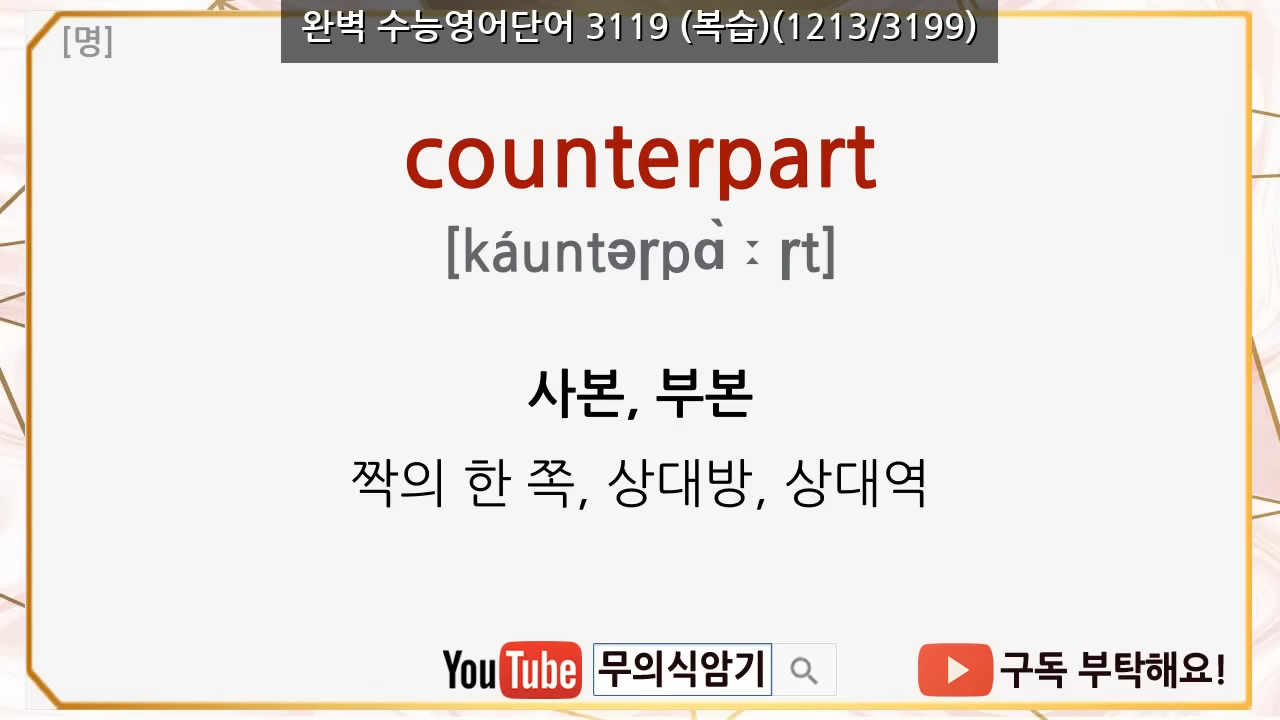 완벽 수능영어단어 3119 (복습)(1213/3199)
[명]
counterpart
[káuntəɽpɑ̀ːɽt]
사본, 부본
짝의 한 쪽, 상대방, 상대역
YouTube 무의식암기 구독 부탁해요!